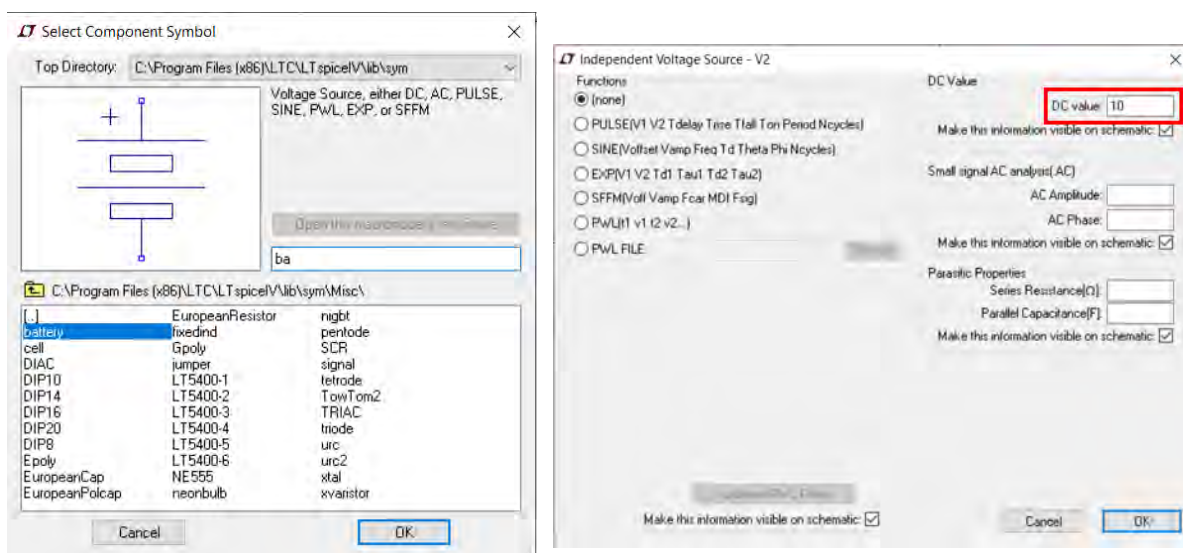 Select Component Symbol
Top Directory: C:\Program Files (x86)\LTC\LTspiceIV\lib\sym
Voltage Source, either DC, AC, PULSE,
SINE, PWL, EXP, or SFFM
+
Open this macromodel's test fixture
ba
C:\Program Files (x86)\LTC\LTspiceIV\lib\sym\Misc\
[..] EuropeanResistor nigbt
battery fixedind pentode
cell Gpoly SCR
DIAC jumper signal
DIP10 LT5400-1 tetrode
DIP14 LT5400-2 TowTom2
DIP16 LT5400-3 TRIAC
DIP20 LT5400-4 triode
DIP8 LT5400-5 urc
Epoly LT5400-6 urc2
EuropeanCap NE555 xtal
EuropeanPolcap neonbulb xvaristor
Cancel OK
Independent Voltage Source - V2
Functions
(none)
PULSE(V1 V2 Tdelay Trise Tfall Ton Period Ncycles)
SINE(Voffset Vamp Freq Td Theta Phi Ncycles)
EXP(V1 V2 Td1 Tau1 Td2 Tau2)
SFFM(Voff Vamp Fcar MDI Fsig)
PWL(t1 v1 t2 v2...)
PWL FILE:
DC Value
DC value: 10
Make this information visible on schematic:
Small signal AC analysis(.AC)
AC Amplitude:
AC Phase:
Make this information visible on schematic:
Parasitic Properties
Series Resistance[Ω]:
Parallel Capacitance[F]:
Make this information visible on schematic:
Make this information visible on schematic:
Cancel OK